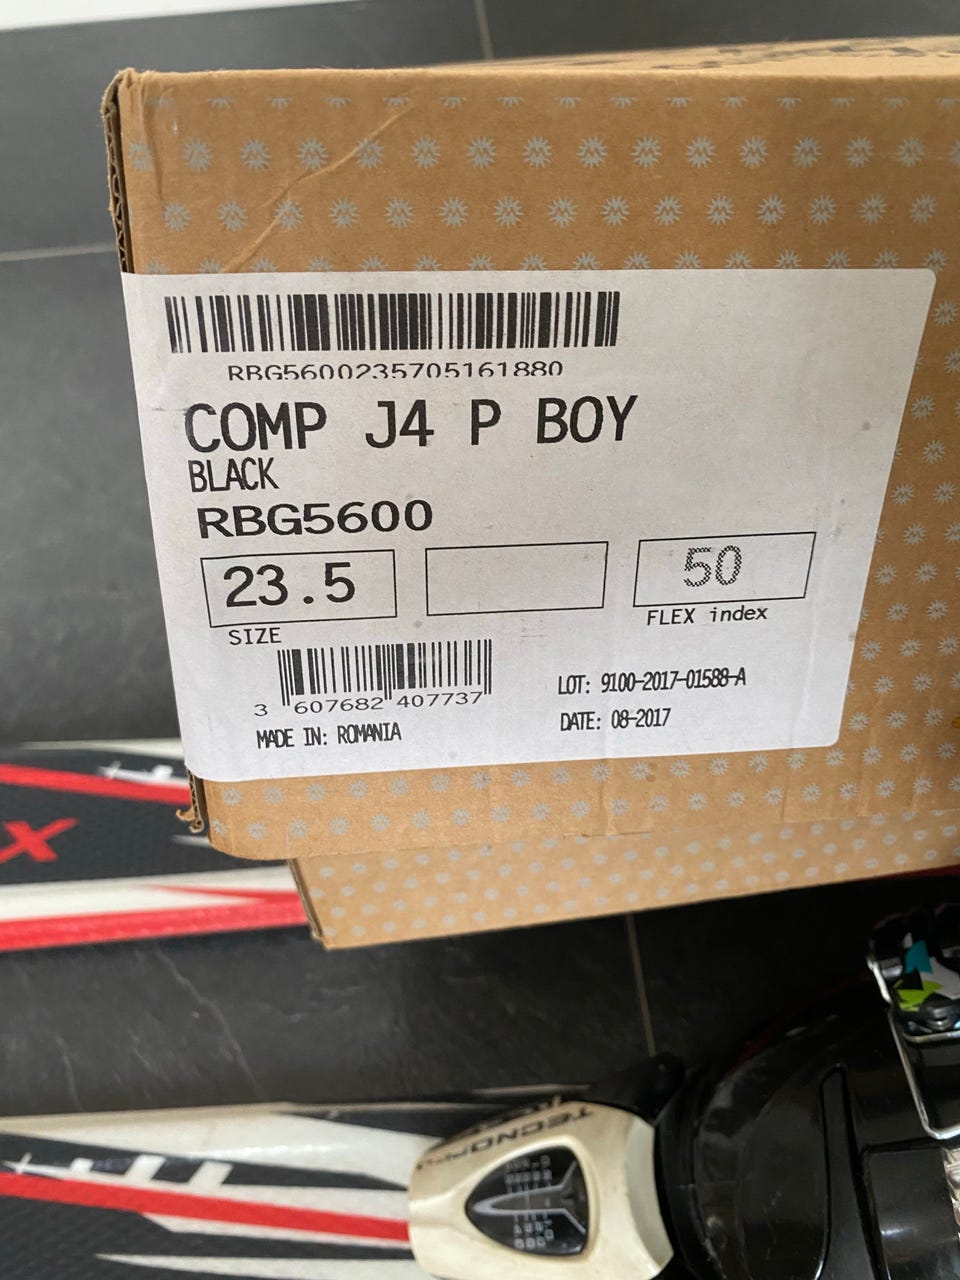 RBG5600235705161880
COMP J4 P BOY
BLACK
RBG5600
23.5
50
SIZE
FLEX index
3 607682 407737
LOT: 9100-2017-01588-A
MADE IN: ROMANIA
DATE: 08-2017
X